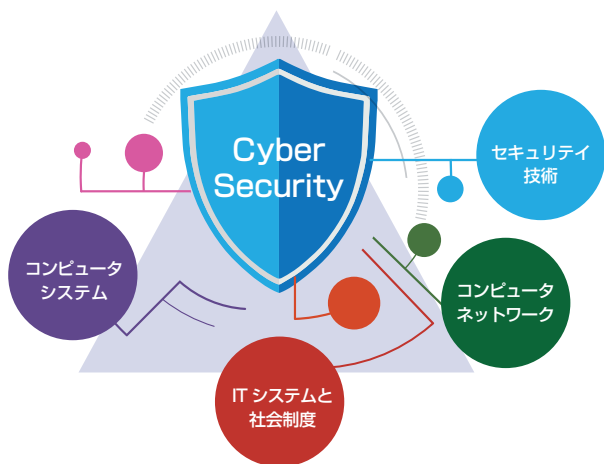 Cyber
Security
セキュリテイ
技術
コンピュータ
システム
コンピュータ
ネットワーク
IT システムと
社会制度